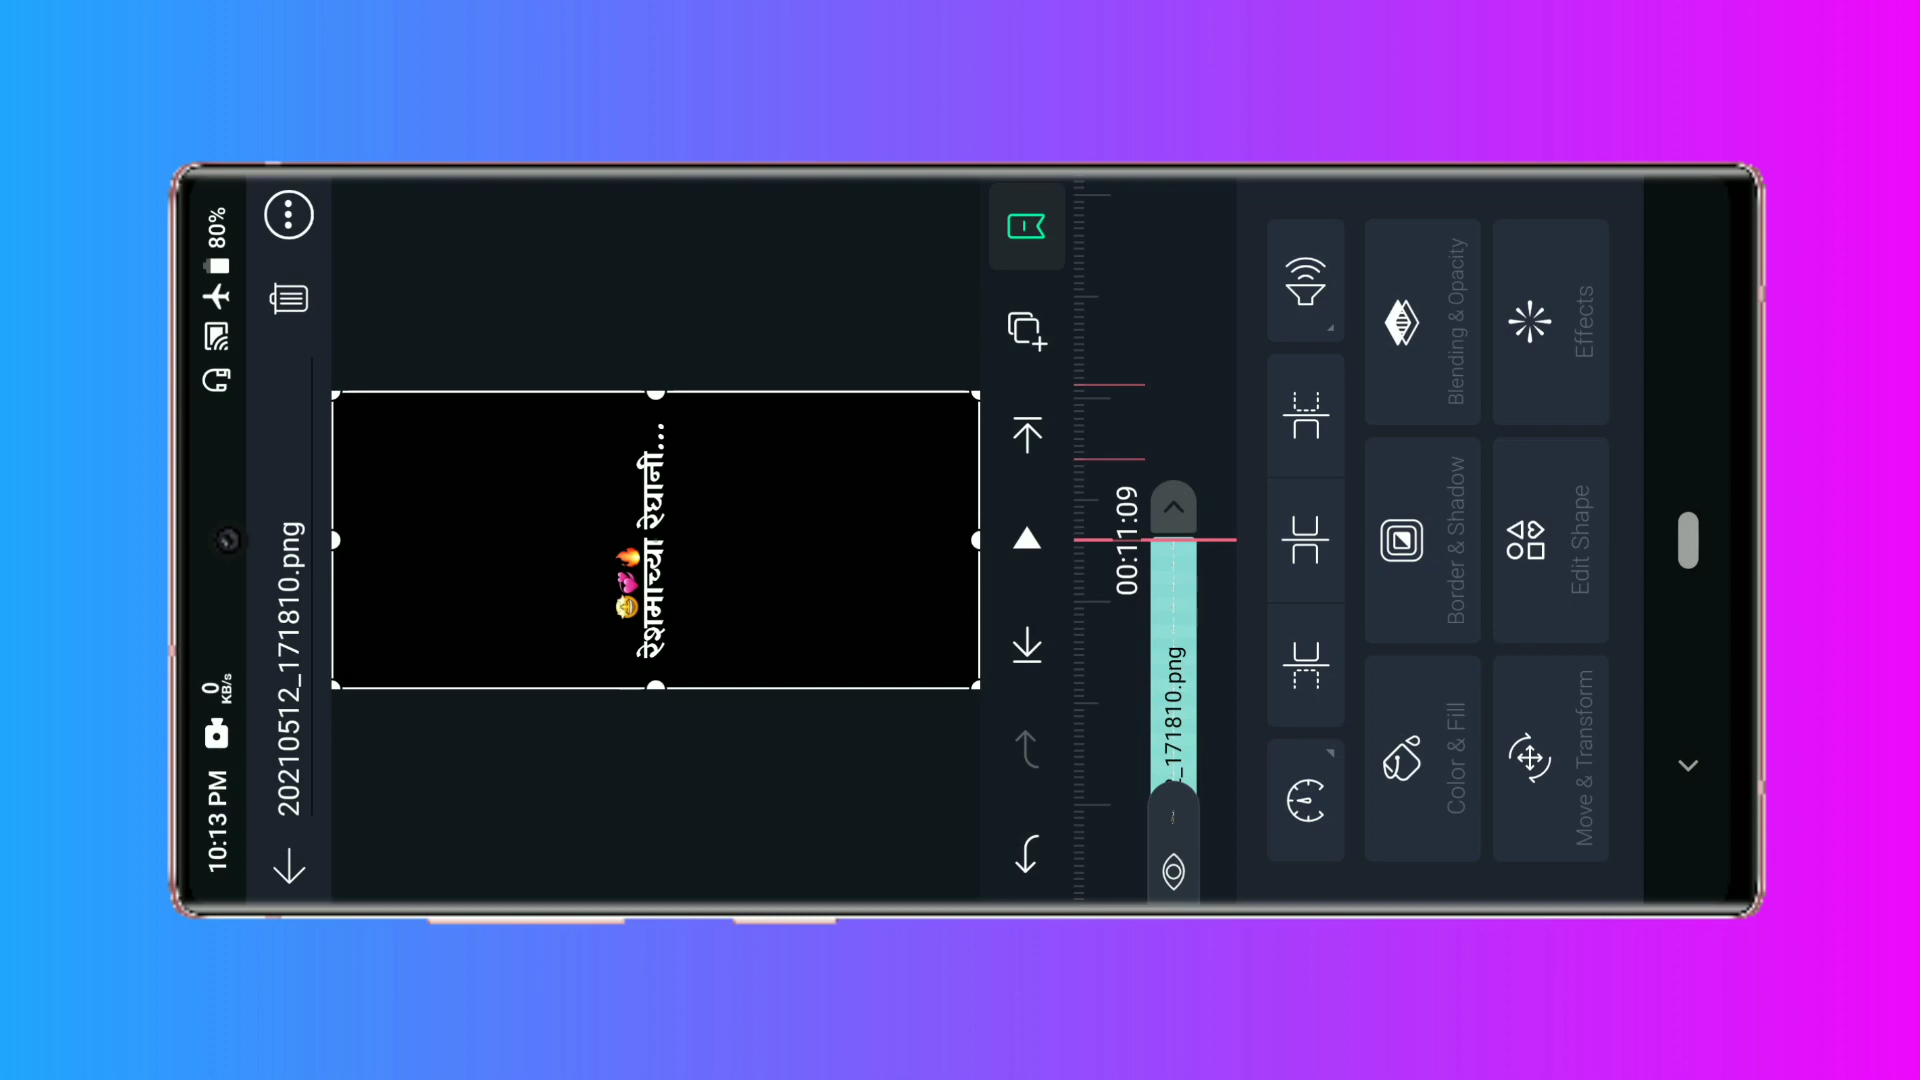 10:13 PM 0 KB/s 80%
20210512_171810.png
रेशमाच्या रेघानी...
🤩💞🔥
00:11:09
_171810.png
Color & Fill
Border & Shadow
Blending & Opacity
Move & Transform
Edit Shape
Effects